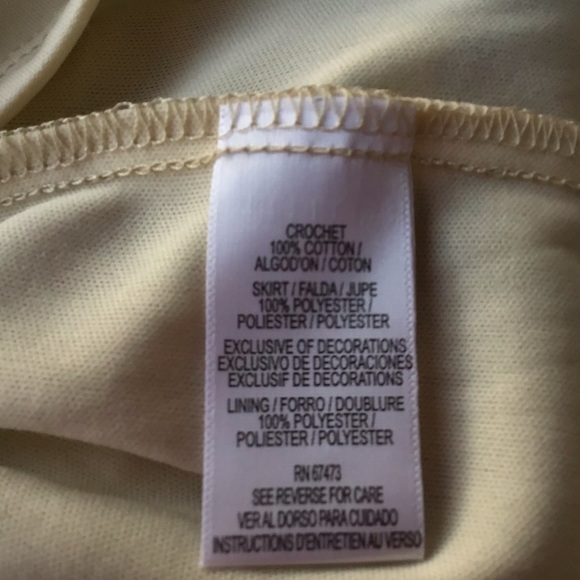 CROCHET
100% COTTON /
ALGOD'ON / COTON
SKIRT / FALDA / JUPE
100% POLYESTER /
POLIESTER / POLYESTER
EXCLUSIVE OF DECORATIONS
EXCLUSIVO DE DECORACIONES
EXCLUSIF DE DECORATIONS
LINING / FORRO / DOUBLURE
100% POLYESTER /
POLIESTER / POLYESTER
RN 67473
SEE REVERSE FOR CARE
VER AL DORSO PARA CUIDADO
INSTRUCTIONS D'ENTRETIEN AU VERSO